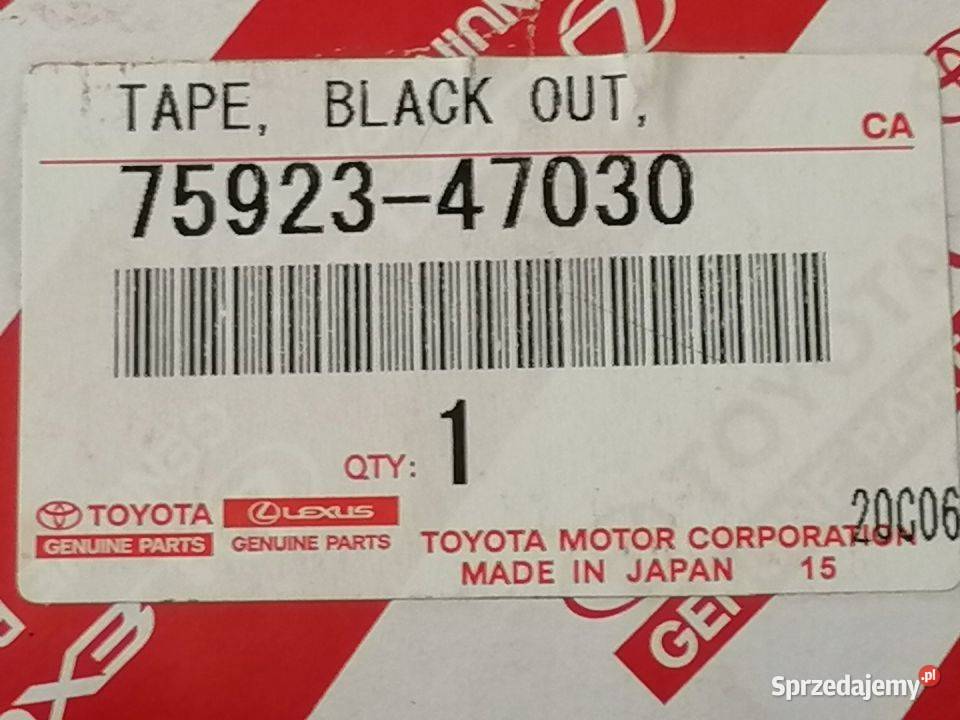 TAPE, BLACK OUT,
CA
75923-47030
QTY: 1
TOYOTA LEXUS
GENUINE PARTS GENUINE PARTS
20C06
TOYOTA MOTOR CORPORATION
MADE IN JAPAN 15
Sprzedajemy.pl